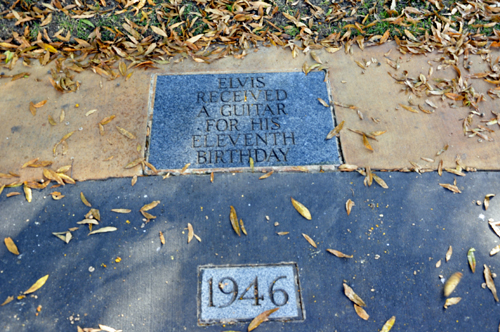 ELVIS
RECEIVED
A GUITAR
FOR HIS
ELEVENTH
BIRTHDAY
1946